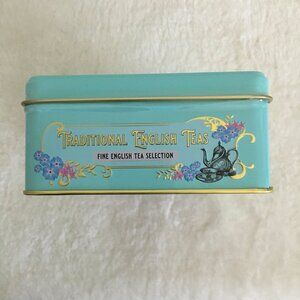 TRADITIONAL ENGLISH TEAS
FINE ENGLISH TEA SELECTION